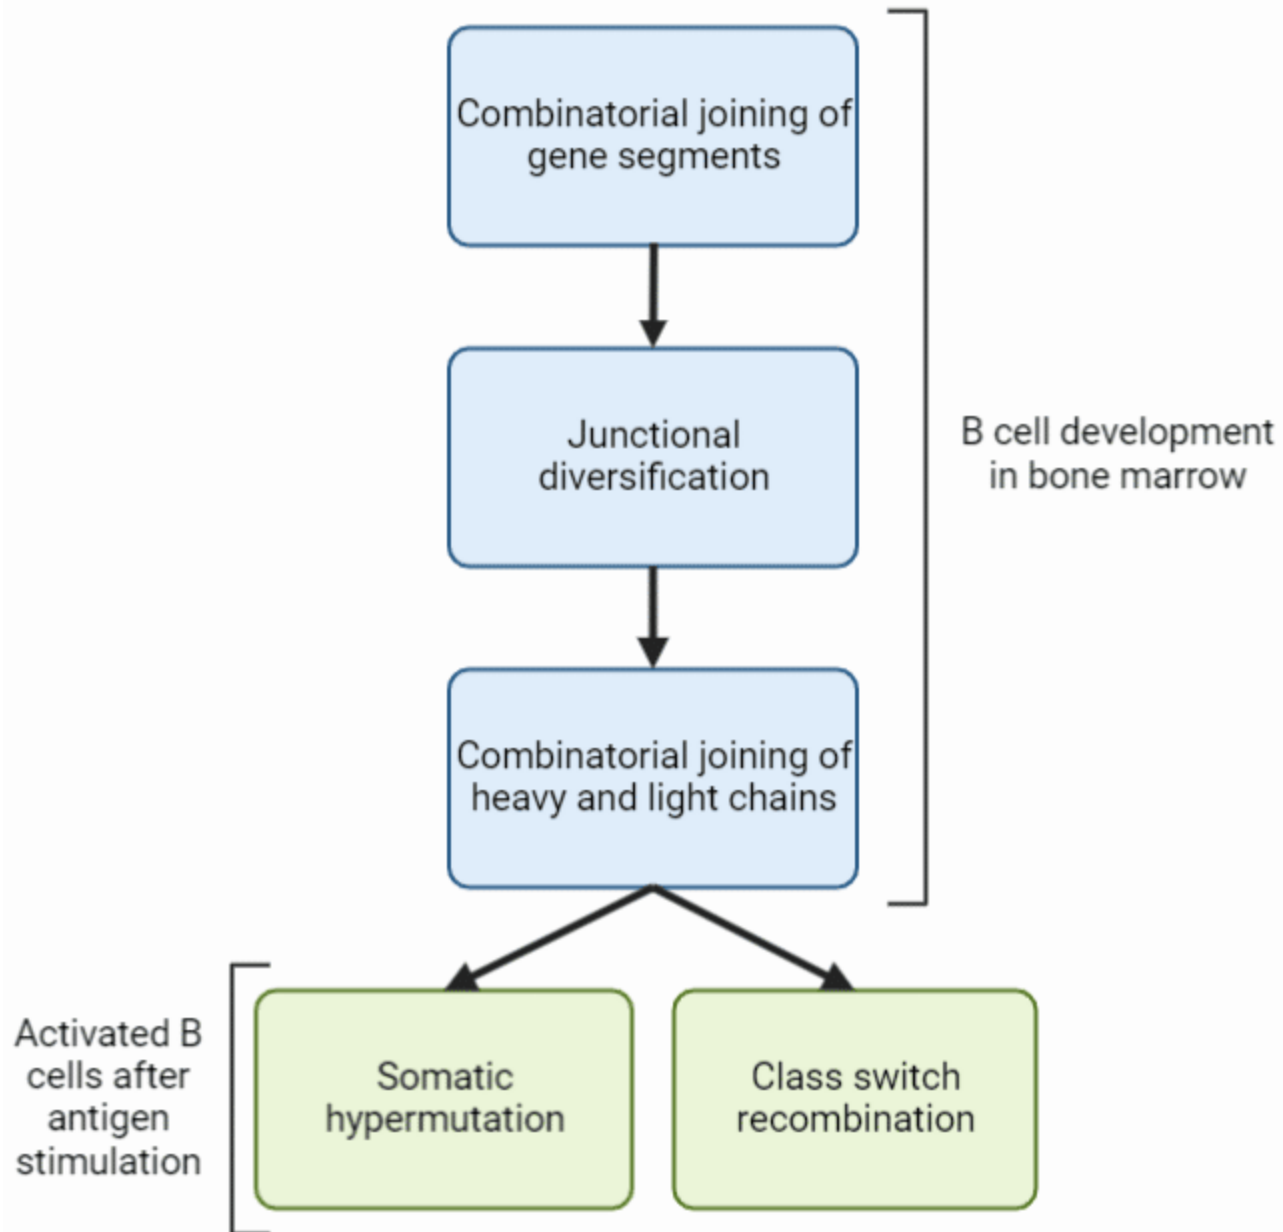 Combinatorial joining of
gene segments
Junctional
diversification
B cell development
in bone marrow
Combinatorial joining of
heavy and light chains
Activated B
cells after
antigen
stimulation
Somatic
hypermutation
Class switch
recombination